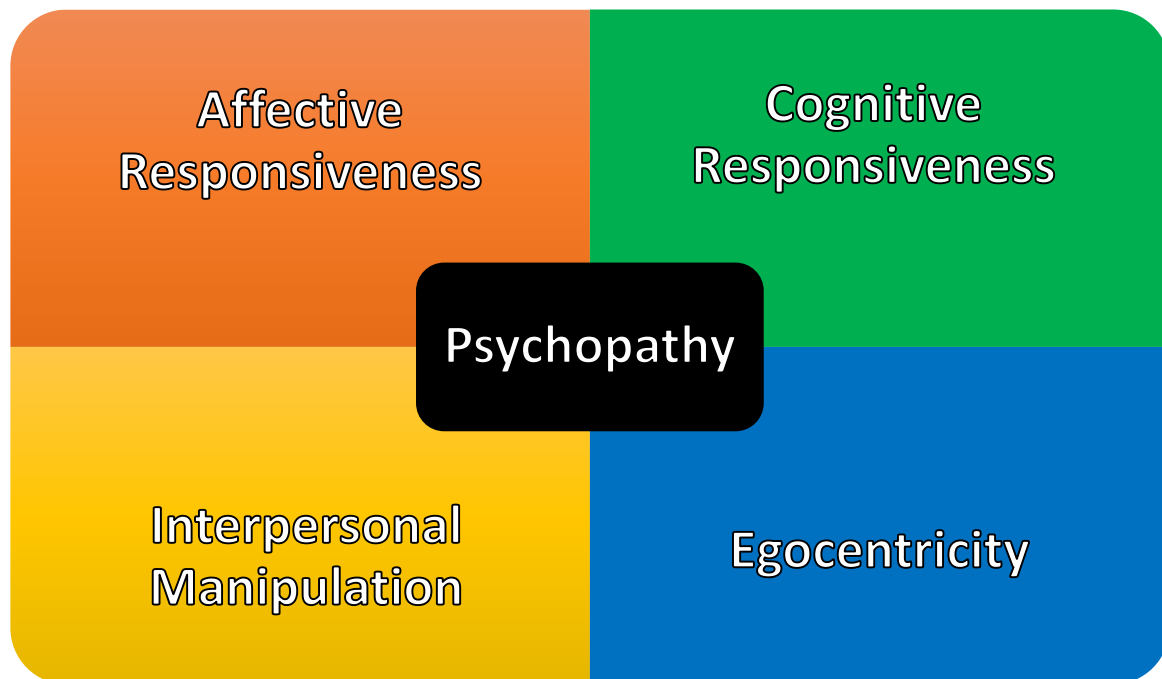 Affective
Responsiveness
Cognitive
Responsiveness
Psychopathy
Interpersonal
Manipulation
Egocentricity